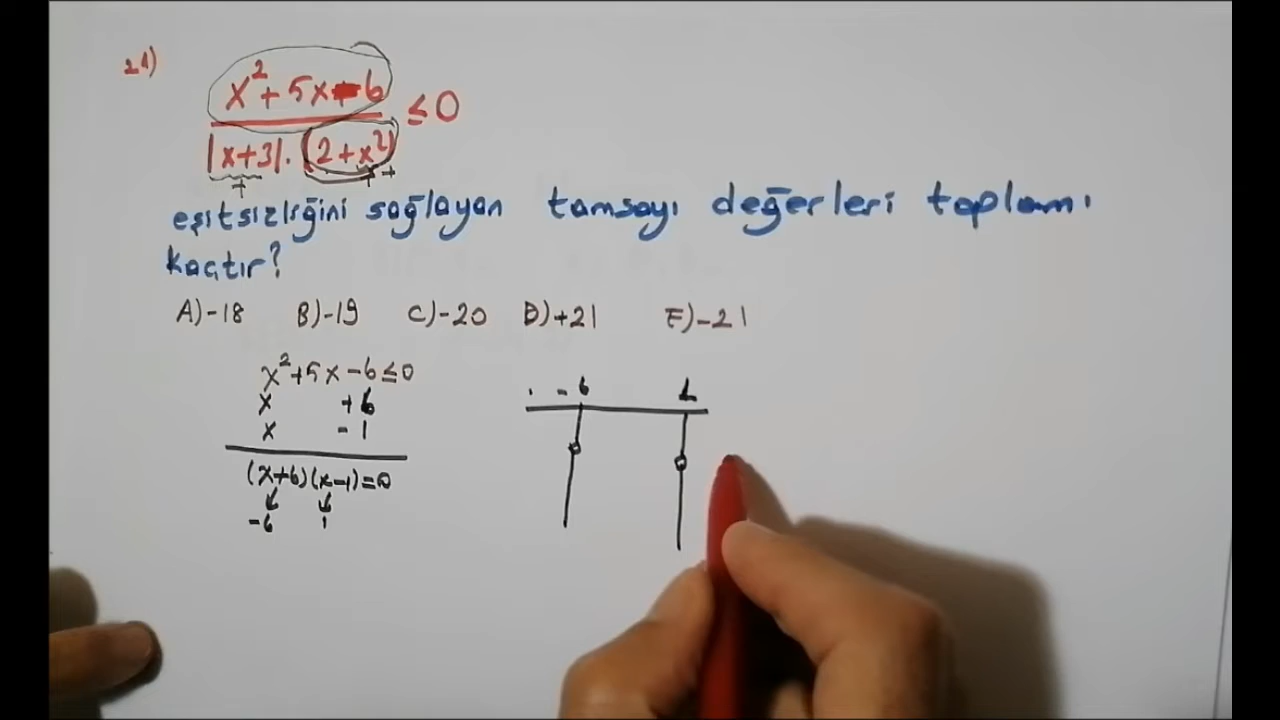 21)
x²+5x-6
|x+3|.(2+x²) ≤0
+ + +
eşitsizliğini sağlayan tamsayı değerleri toplamı
kaçtır?
A)-18 B)-19 C)-20 D)+21 E)-21
x²+5x-6≤0
x +6
x -1
(x+6)(x-1)=0
-6 1
-6 1